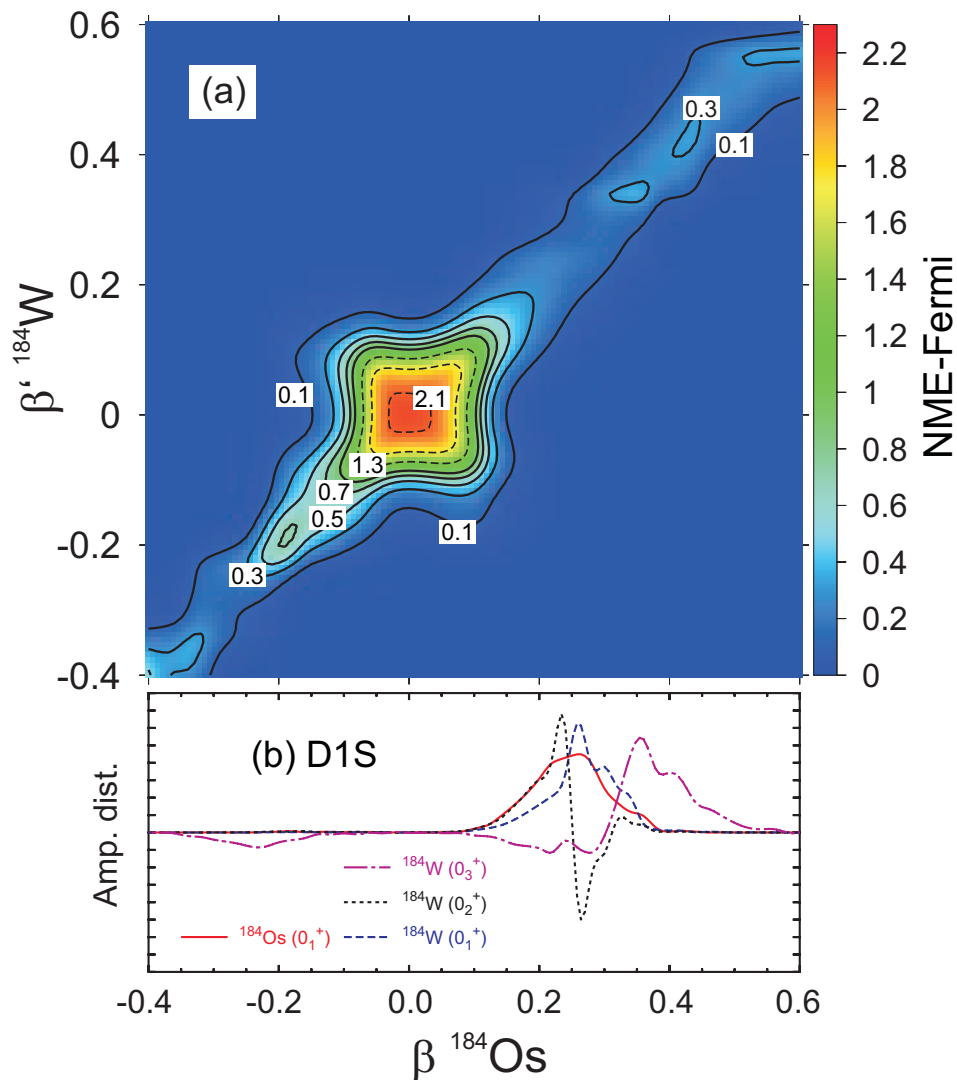 0.6
0.4
0.2
0
-0.2
-0.4
β' ¹⁸⁴W
(a)
0.3
0.1
0.1
2.1
1.3
0.7
0.5
0.1
0.3
2.2
2
1.8
1.6
1.4
1.2
1
0.8
0.6
0.4
0.2
0
NME-Fermi
(b) D1S
Amp. dist.
¹⁸⁴W (0₃⁺)
¹⁸⁴W (0₂⁺)
¹⁸⁴Os (0₁⁺) ¹⁸⁴W (0₁⁺)
-0.4 -0.2 0.0 0.2 0.4 0.6
β ¹⁸⁴Os